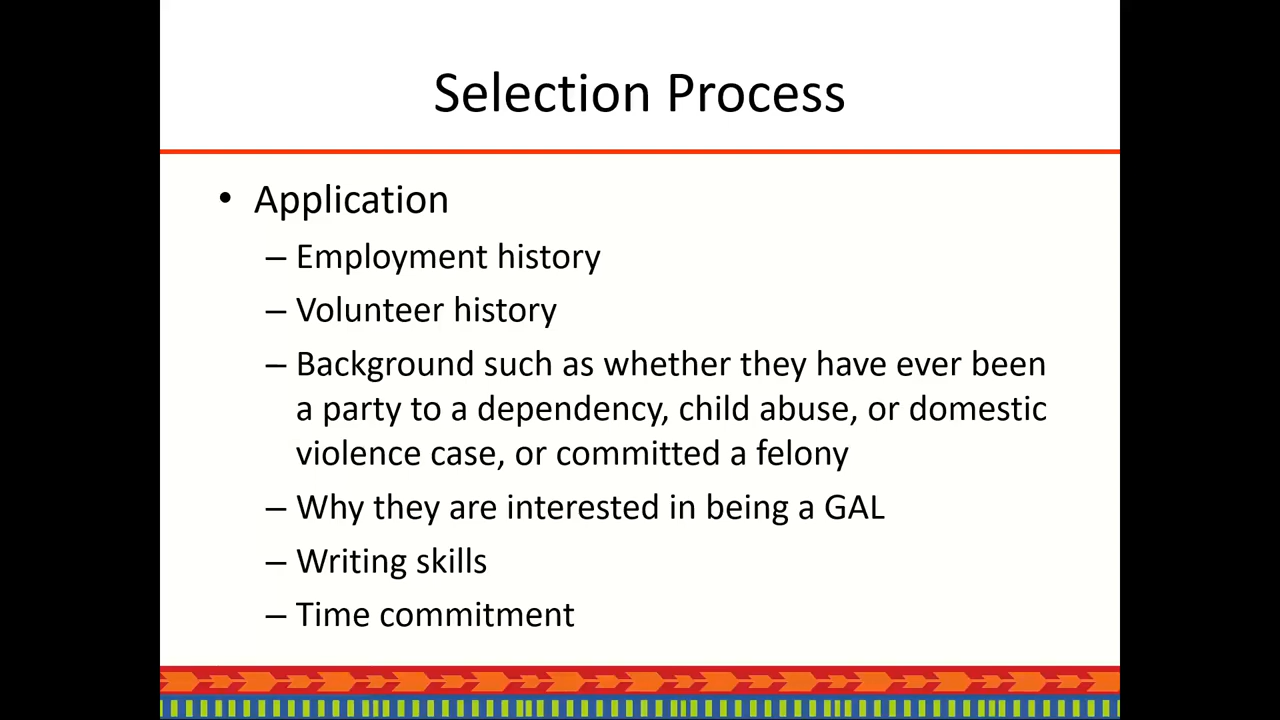 Selection Process
• Application
– Employment history
– Volunteer history
– Background such as whether they have ever been
a party to a dependency, child abuse, or domestic
violence case, or committed a felony
– Why they are interested in being a GAL
– Writing skills
– Time commitment